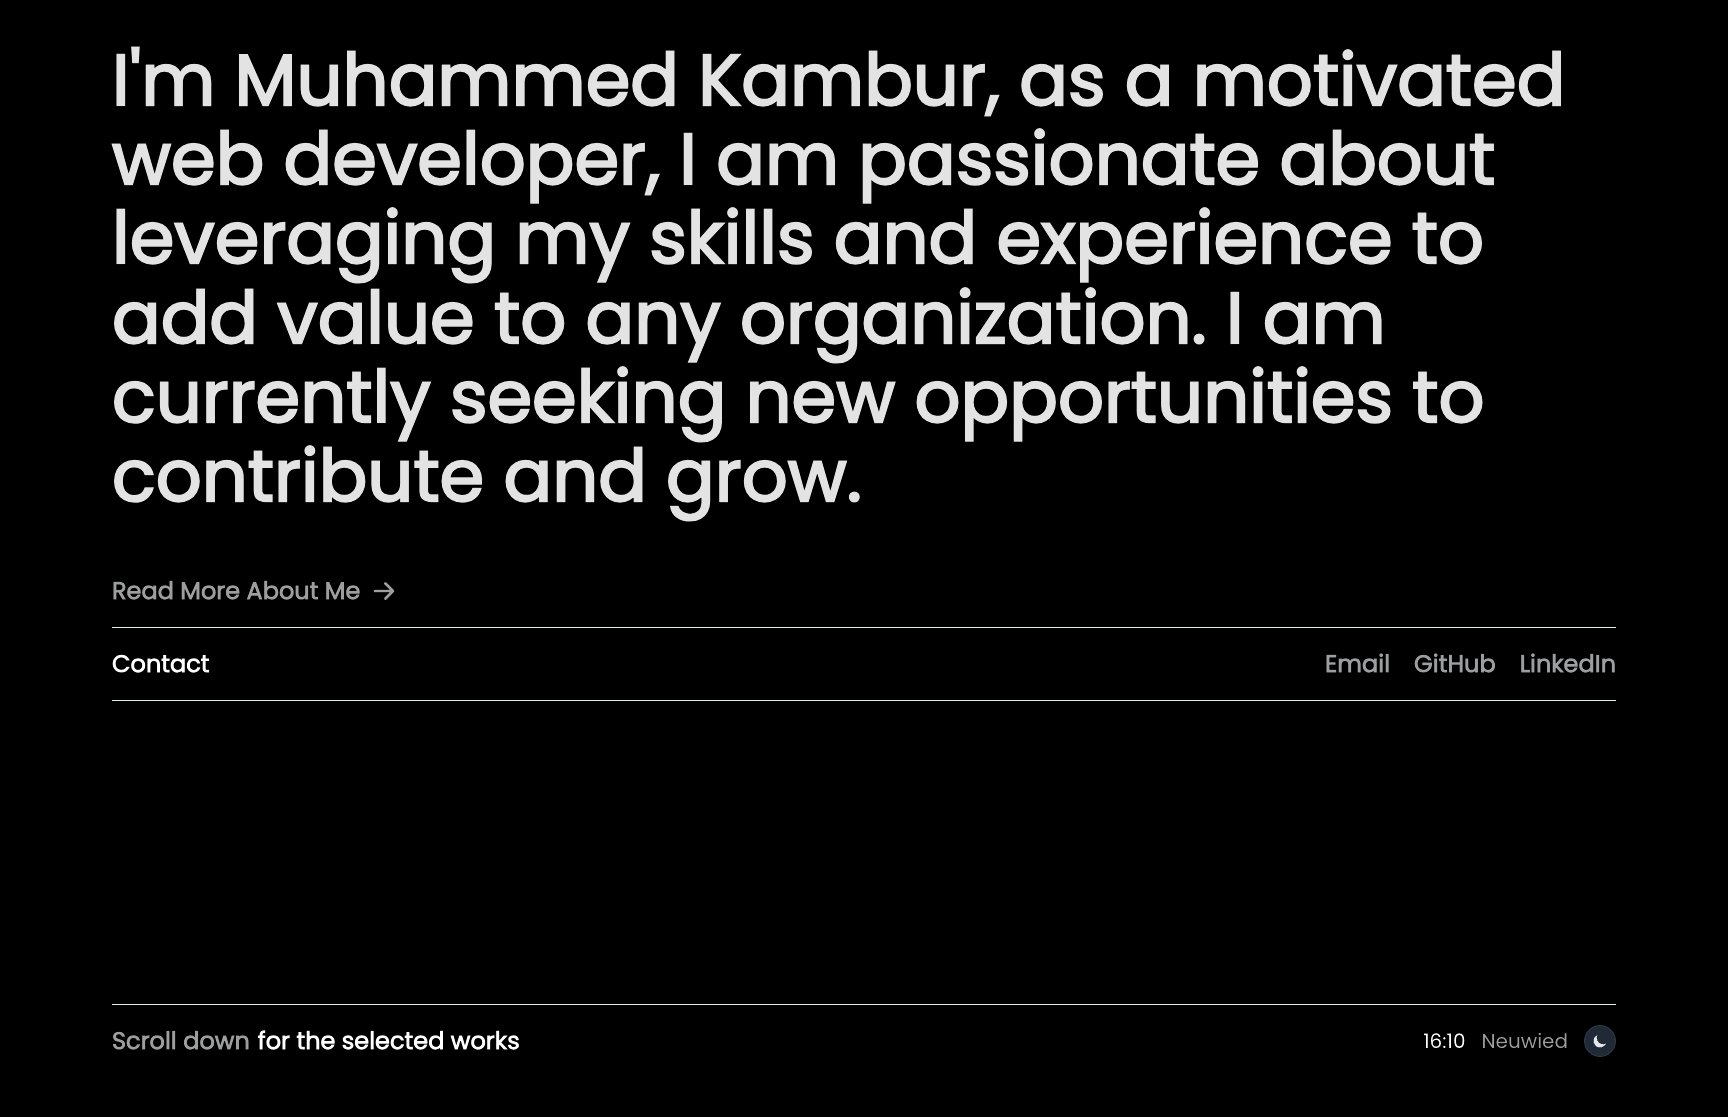 I'm Muhammed Kambur, as a motivated
web developer, I am passionate about
leveraging my skills and experience to
add value to any organization. I am
currently seeking new opportunities to
contribute and grow.
Read More About Me →
Contact
Email GitHub LinkedIn
Scroll down for the selected works
16:10 Neuwied